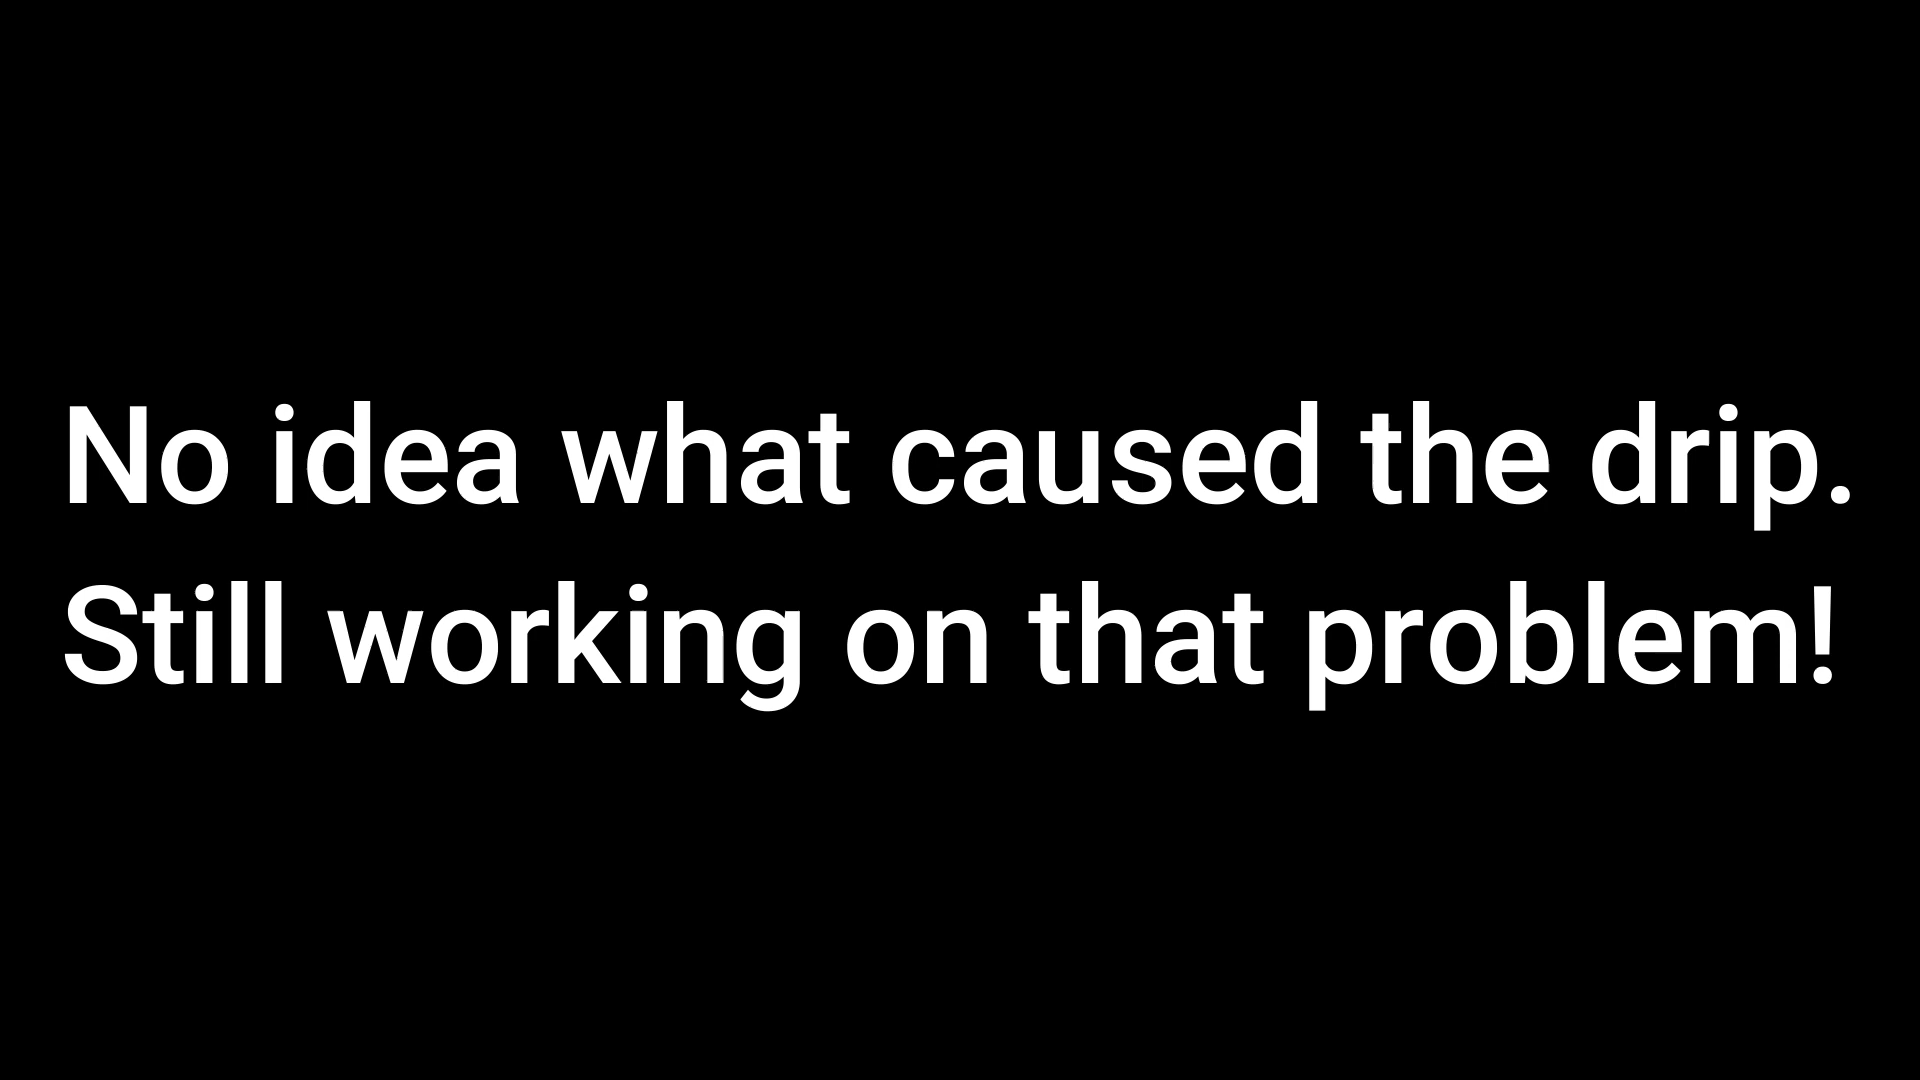 No idea what caused the drip.
Still working on that problem!